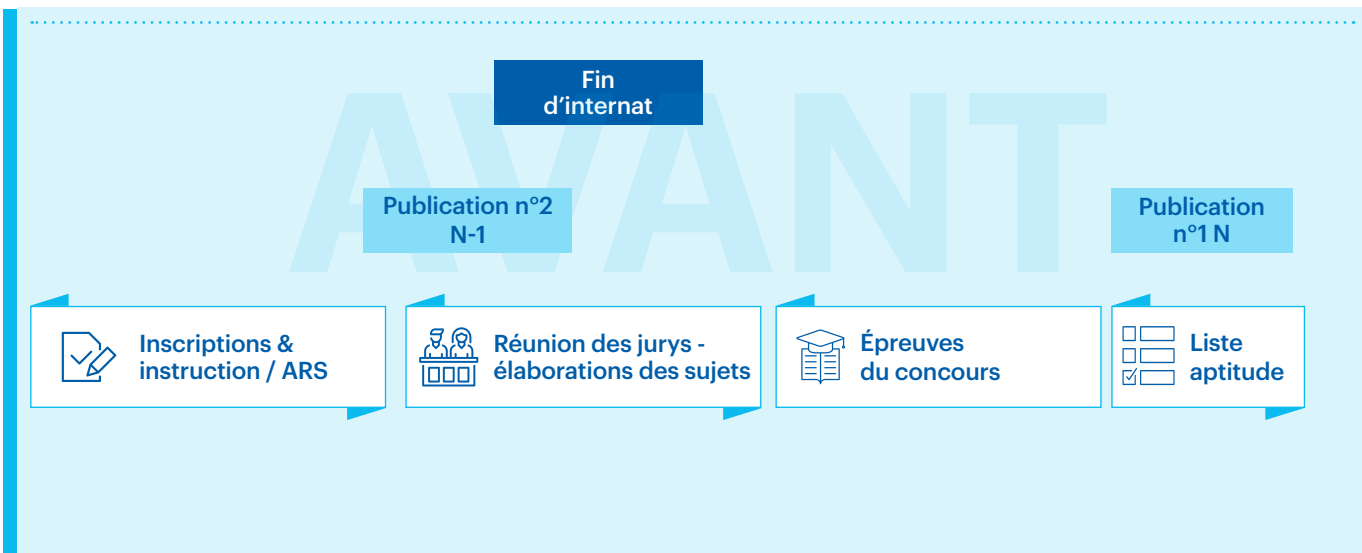 AVANT
Fin
d'internat
Publication n°2
N-1
Publication
n°1 N
Inscriptions &
instruction / ARS
Réunion des jurys -
élaborations des sujets
Épreuves
du concours
Liste
aptitude